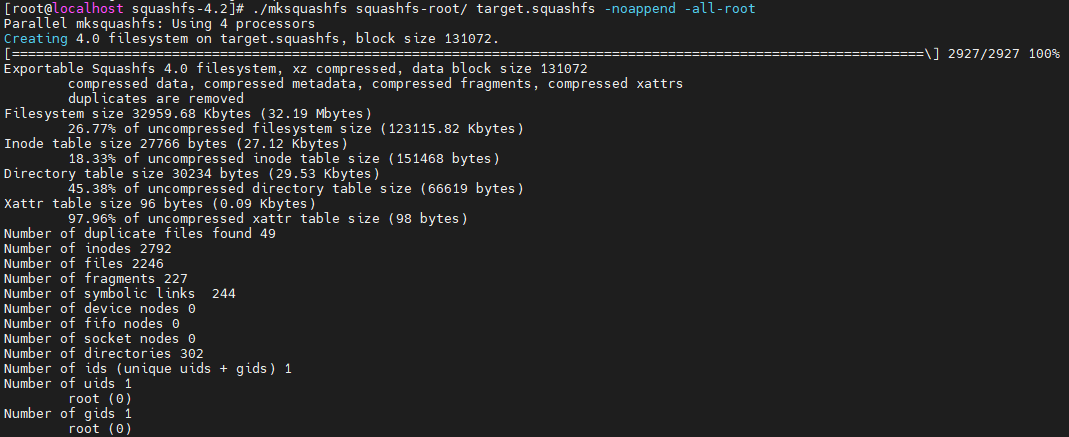 [root@localhost squashfs-4.2]# ./mksquashfs squashfs-root/ target.squashfs -noappend -all-root
Parallel mksquashfs: Using 4 processors
Creating 4.0 filesystem on target.squashfs, block size 131072.
[=================================================================================================================\] 2927/2927 100%
Exportable Squashfs 4.0 filesystem, xz compressed, data block size 131072
        compressed data, compressed metadata, compressed fragments, compressed xattrs
        duplicates are removed
Filesystem size 32959.68 Kbytes (32.19 Mbytes)
        26.77% of uncompressed filesystem size (123115.82 Kbytes)
Inode table size 27766 bytes (27.12 Kbytes)
        18.33% of uncompressed inode table size (151468 bytes)
Directory table size 30234 bytes (29.53 Kbytes)
        45.38% of uncompressed directory table size (66619 bytes)
Xattr table size 96 bytes (0.09 Kbytes)
        97.96% of uncompressed xattr table size (98 bytes)
Number of duplicate files found 49
Number of inodes 2792
Number of files 2246
Number of fragments 227
Number of symbolic links  244
Number of device nodes 0
Number of fifo nodes 0
Number of socket nodes 0
Number of directories 302
Number of ids (unique uids + gids) 1
Number of uids 1
        root (0)
Number of gids 1
        root (0)